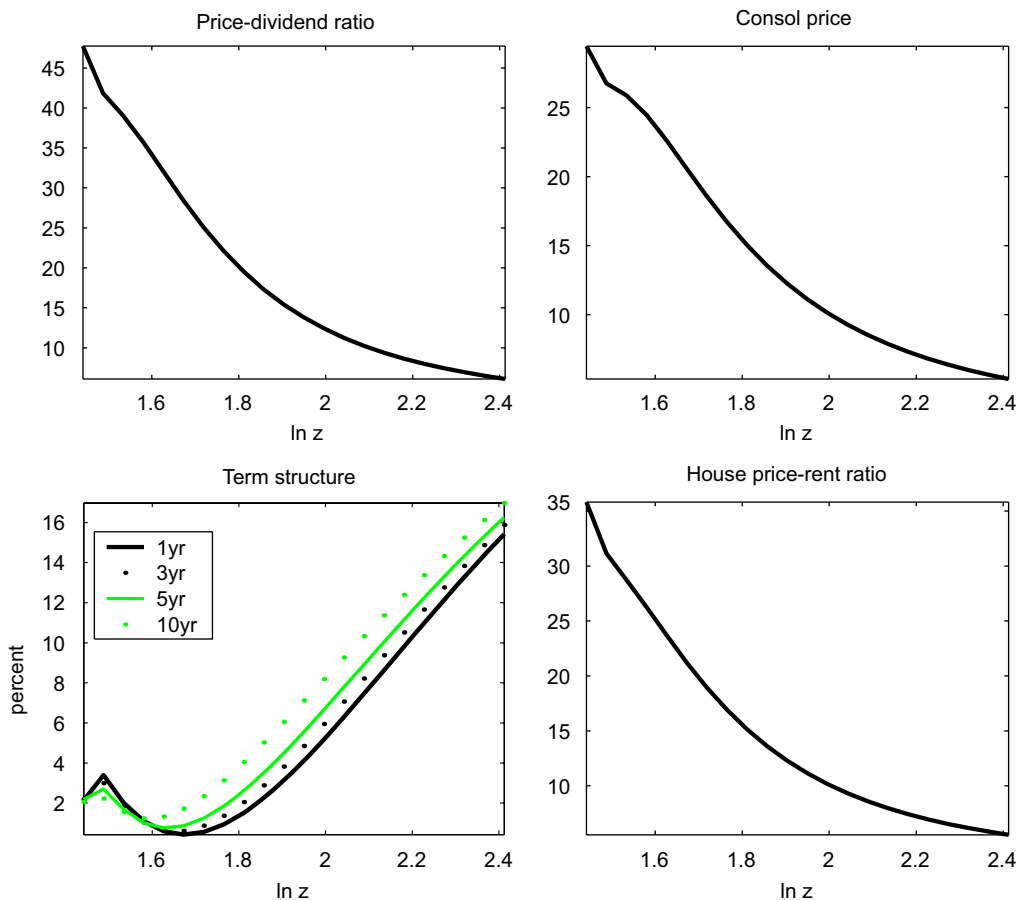 Price-dividend ratio
45
40
35
30
25
20
15
10
1.6 1.8 2 2.2 2.4
ln z
Consol price
25
20
15
10
1.6 1.8 2 2.2 2.4
ln z
Term structure
percent
16
14
12
10
8
6
4
2
1yr
3yr
5yr
10yr
1.6 1.8 2 2.2 2.4
ln z
House price-rent ratio
35
30
25
20
15
10
1.6 1.8 2 2.2 2.4
ln z